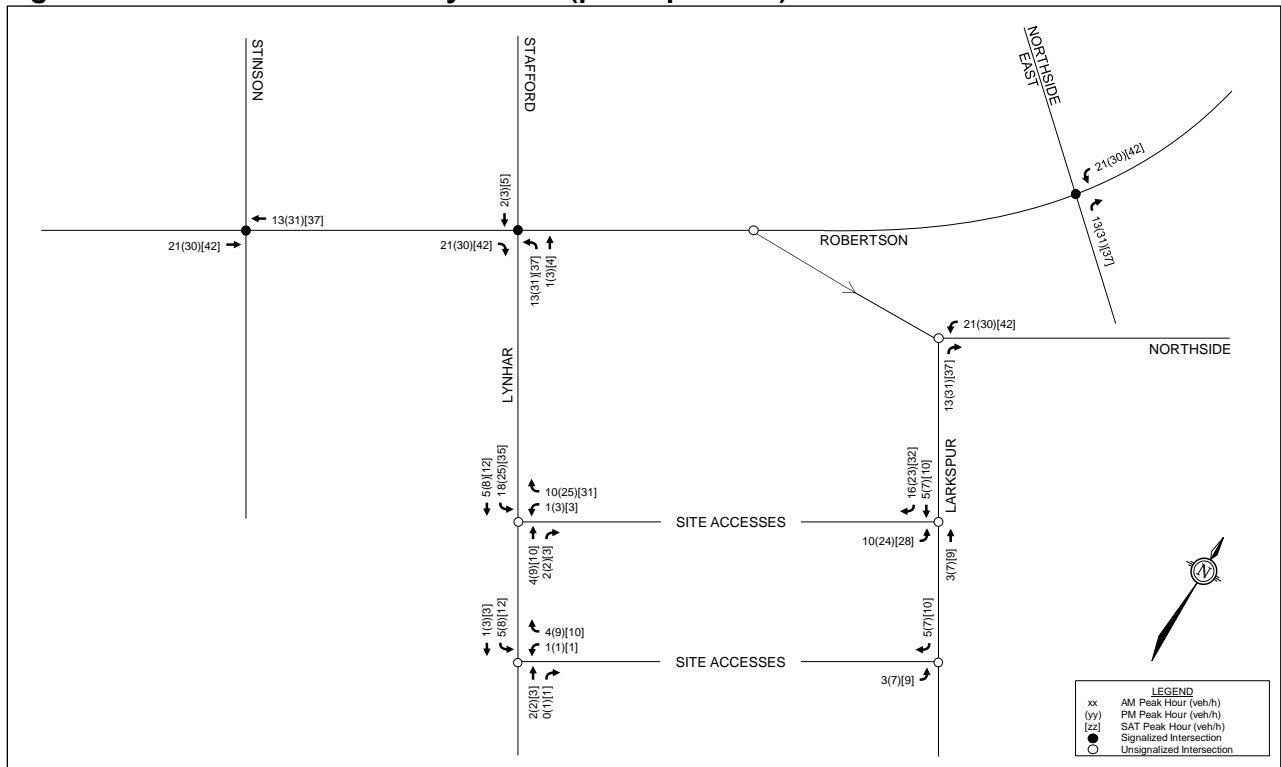 STINSON
STAFFORD
NORTHSIDE
EAST
21(30)[42]
13(31)[37]
2(3)[5]
13(31)[37]
21(30)[42]
21(30)[42]
13(31)[37]
1(3)[4]
ROBERTSON
21(30)[42]
NORTHSIDE
13(31)[37]
LYNHAR
LARKSPUR
5(8)[12]
18(25)[35]
10(25)[31]
1(3)[3]
SITE ACCESSES
4(9)[10]
2(2)[3]
16(23)[32]
5(7)[10]
10(24)[28]
3(7)[9]
1(3)[3]
5(8)[12]
4(9)[10]
1(1)[1]
SITE ACCESSES
2(2)[3]
0(1)[1]
5(7)[10]
3(7)[9]
N
LEGEND
xx AM Peak Hour (veh/h)
(yy) PM Peak Hour (veh/h)
[zz] SAT Peak Hour (veh/h)
Signalized Intersection
Unsignalized Intersection